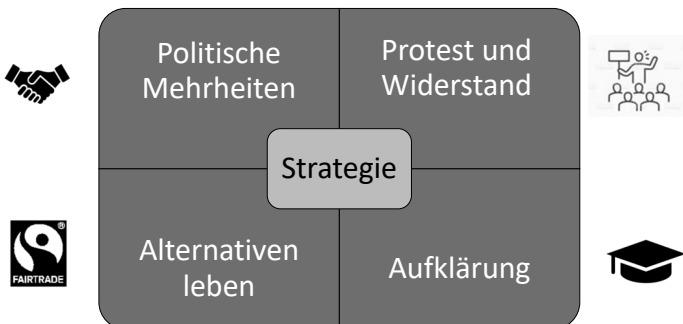 Politische
Mehrheiten
Protest und
Widerstand
Strategie
Alternativen
leben
Aufklärung
FAIRTRADE